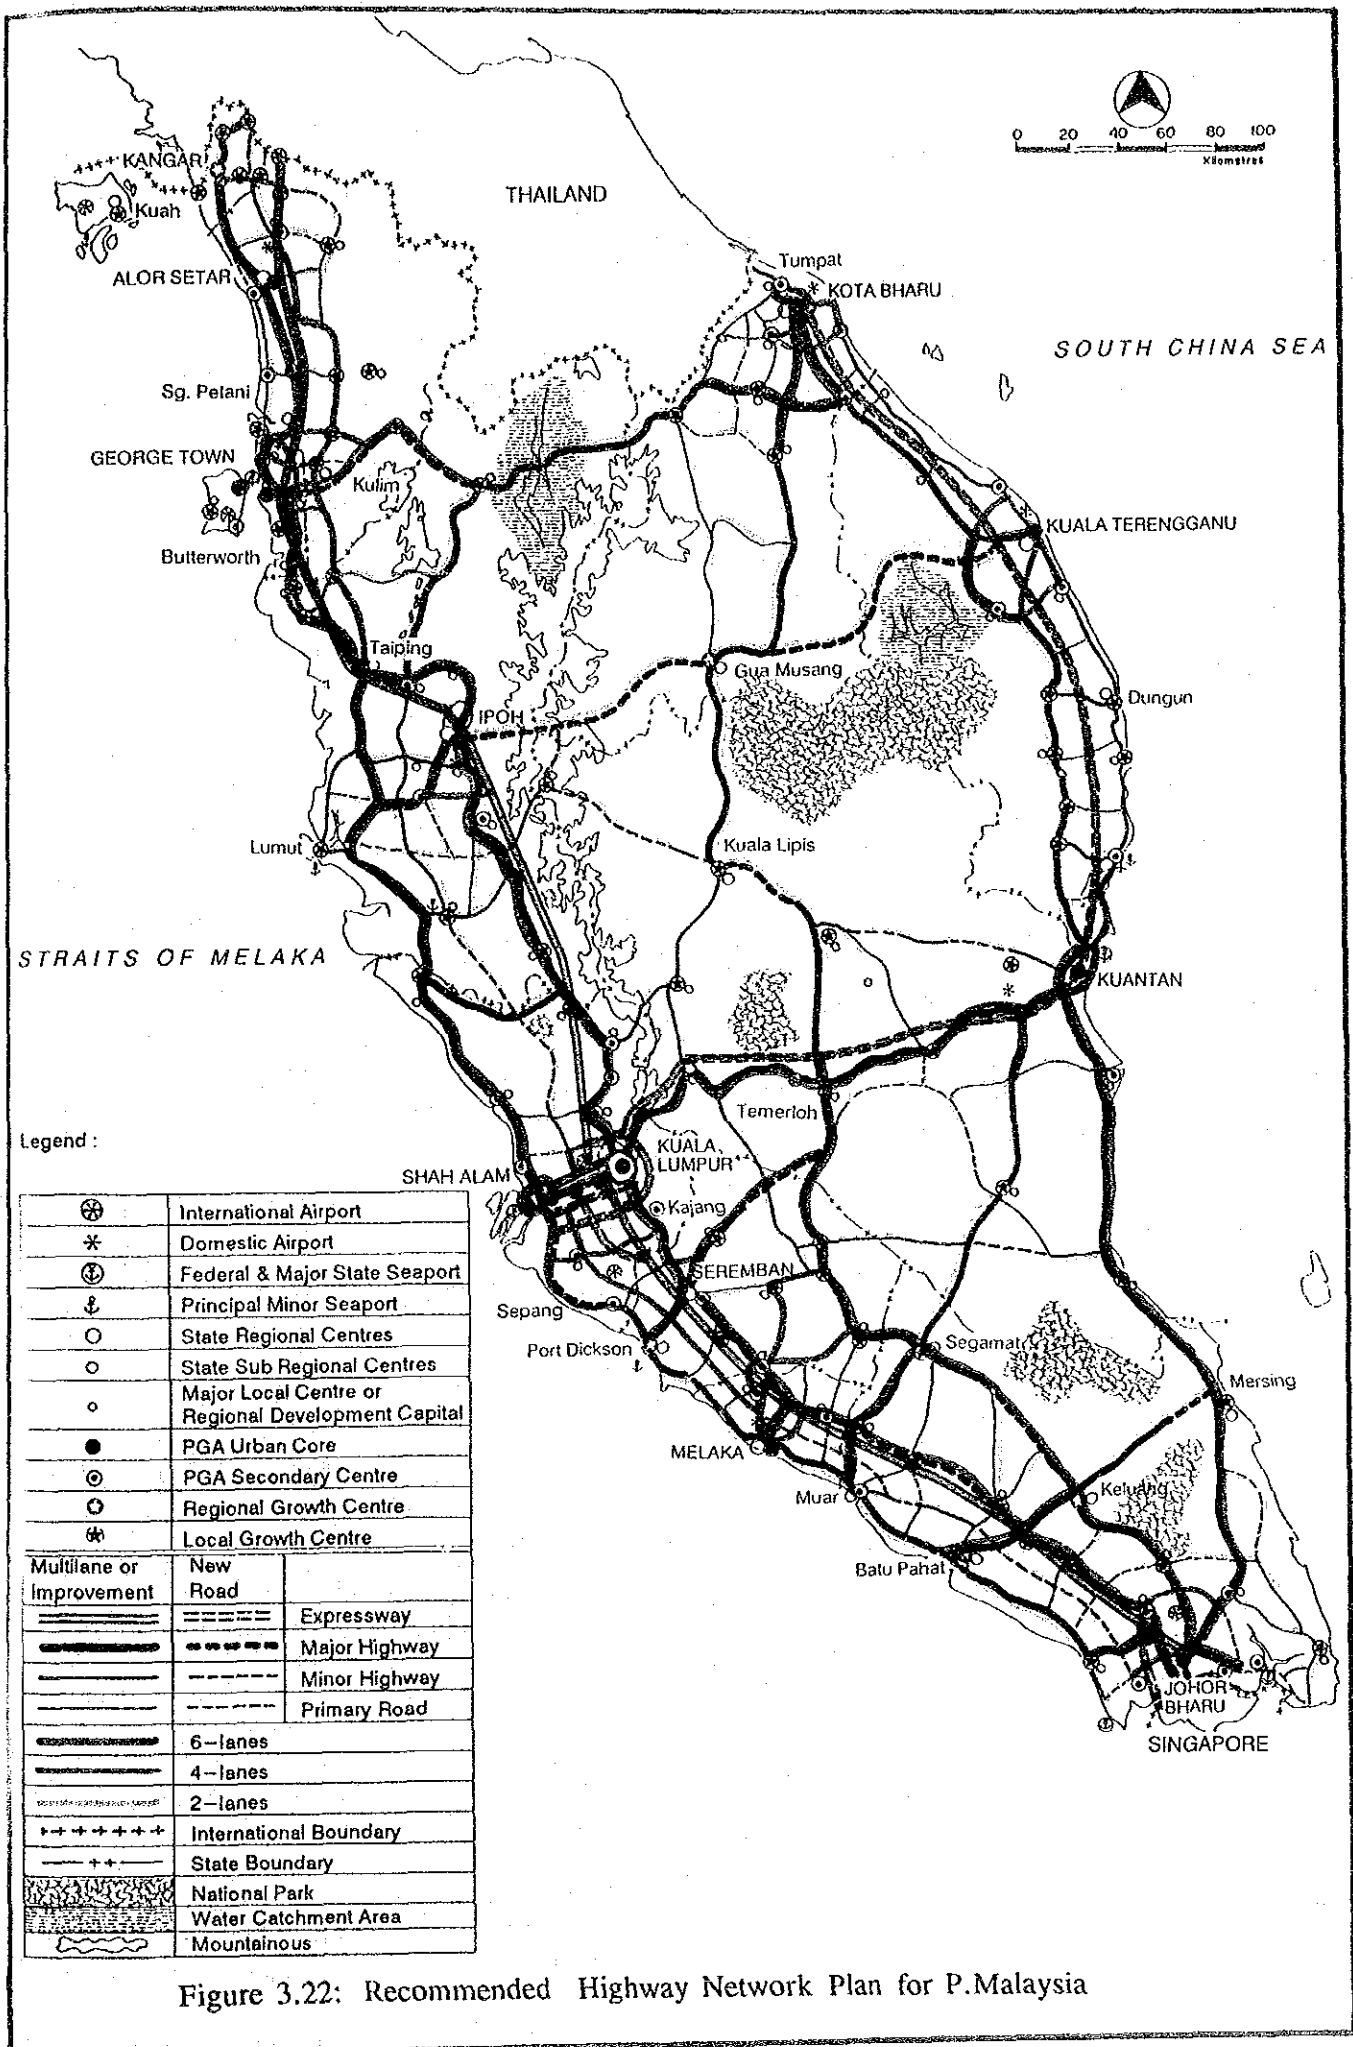 0 20 40 60 80 100
Kilometres
KANGAR
THAILAND
Kuah
Tumpat
ALOR SETAR
KOTA BHARU
SOUTH CHINA SEA
Sg. Petani
GEORGE TOWN
Kulim
KUALA TERENGGANU
Butterworth
Taiping
Gua Musang
Dungun
IPOH
Lumut
Kuala Lipis
STRAITS OF MELAKA
KUANTAN
Temerloh
Legend :
KUALA
LUMPUR
SHAH ALAM
Kajang
International Airport
Domestic Airport
Federal & Major State Seaport
SEREMBAN
Principal Minor Seaport
Sepang
State Regional Centres
Port Dickson
Segamat
State Sub Regional Centres
Mersing
Major Local Centre or
Regional Development Capital
PGA Urban Core
MELAKA
PGA Secondary Centre
Muar
Keluang
Regional Growth Centre
Local Growth Centre
Batu Pahat
Multilane or New
Improvement Road
Expressway
Major Highway
Minor Highway
JOHOR
BHARU
Primary Road
SINGAPORE
6-lanes
4-lanes
2-lanes
International Boundary
State Boundary
National Park
Water Catchment Area
Mountainous
Figure 3.22: Recommended Highway Network Plan for P.Malaysia